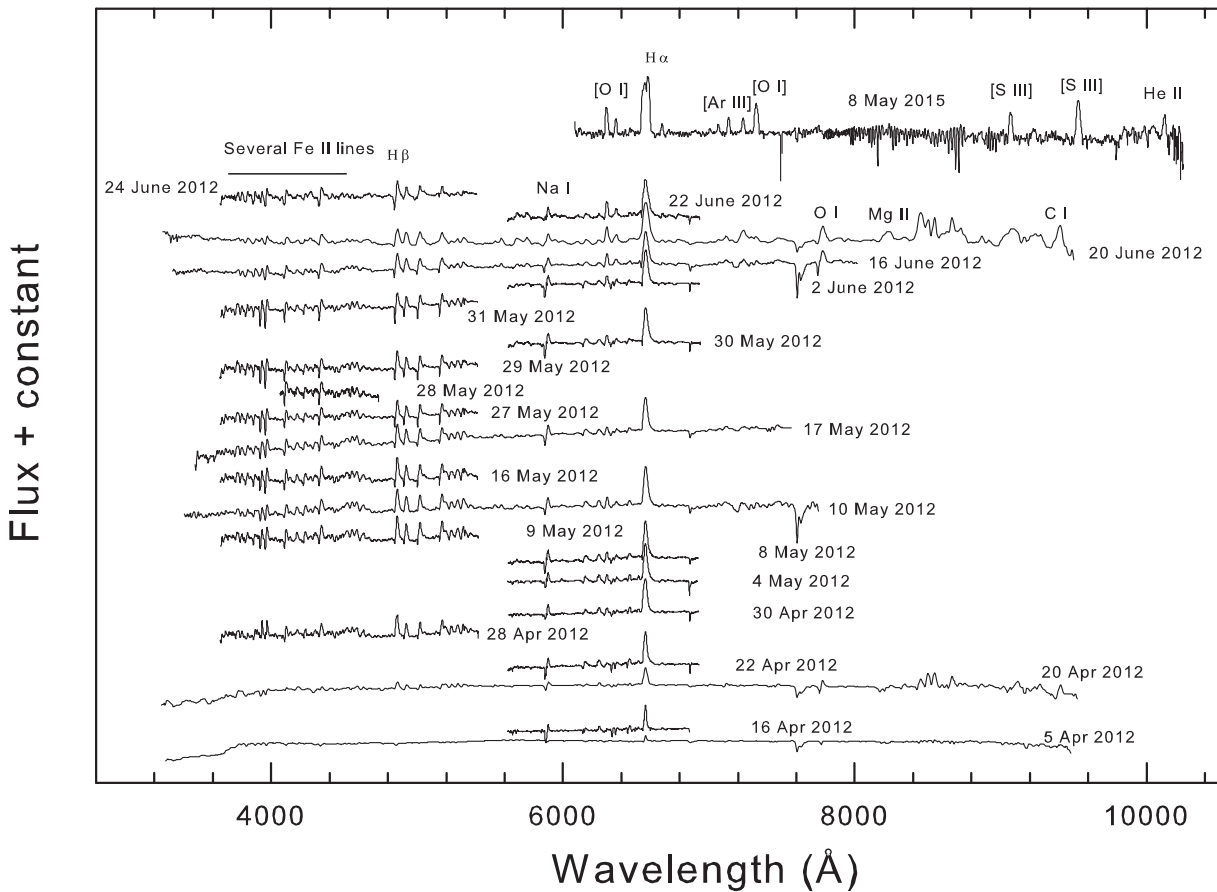 Hα
[O I]
[O I]
[Ar III]
8 May 2015
[S III]
[S III]
He II
Several Fe II lines
Hβ
24 June 2012
Na I
22 June 2012
O I
Mg II
C I
20 June 2012
16 June 2012
2 June 2012
31 May 2012
30 May 2012
29 May 2012
28 May 2012
27 May 2012
17 May 2012
16 May 2012
10 May 2012
9 May 2012
8 May 2012
4 May 2012
30 Apr 2012
28 Apr 2012
22 Apr 2012
20 Apr 2012
16 Apr 2012
5 Apr 2012
Flux + constant
4000
6000
8000
10000
Wavelength (Å)